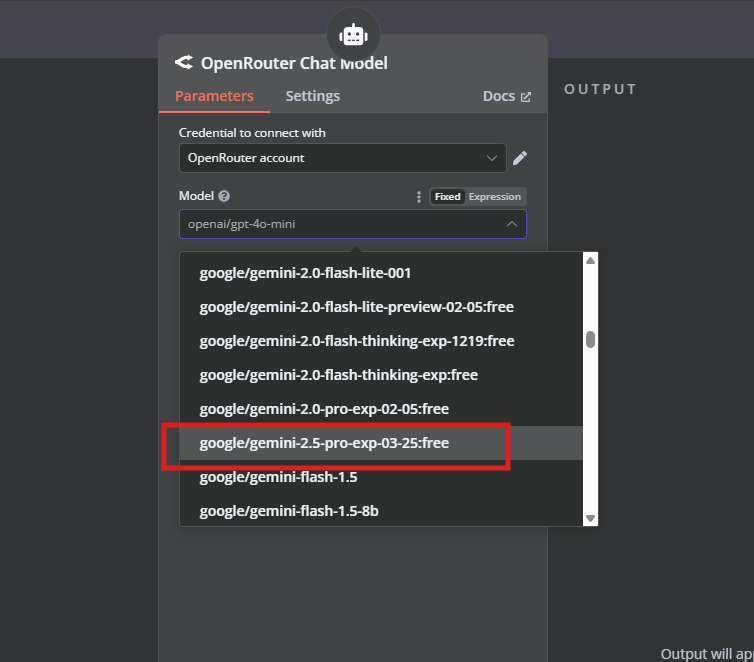 OpenRouter Chat Model
Parameters Settings Docs
OUTPUT
Credential to connect with
OpenRouter account
Model Fixed Expression
openai/gpt-4o-mini
google/gemini-2.0-flash-lite-001
google/gemini-2.0-flash-lite-preview-02-05:free
google/gemini-2.0-flash-thinking-exp-1219:free
google/gemini-2.0-flash-thinking-exp:free
google/gemini-2.0-pro-exp-02-05:free
google/gemini-2.5-pro-exp-03-25:free
google/gemini-flash-1.5
google/gemini-flash-1.5-8b
Output will